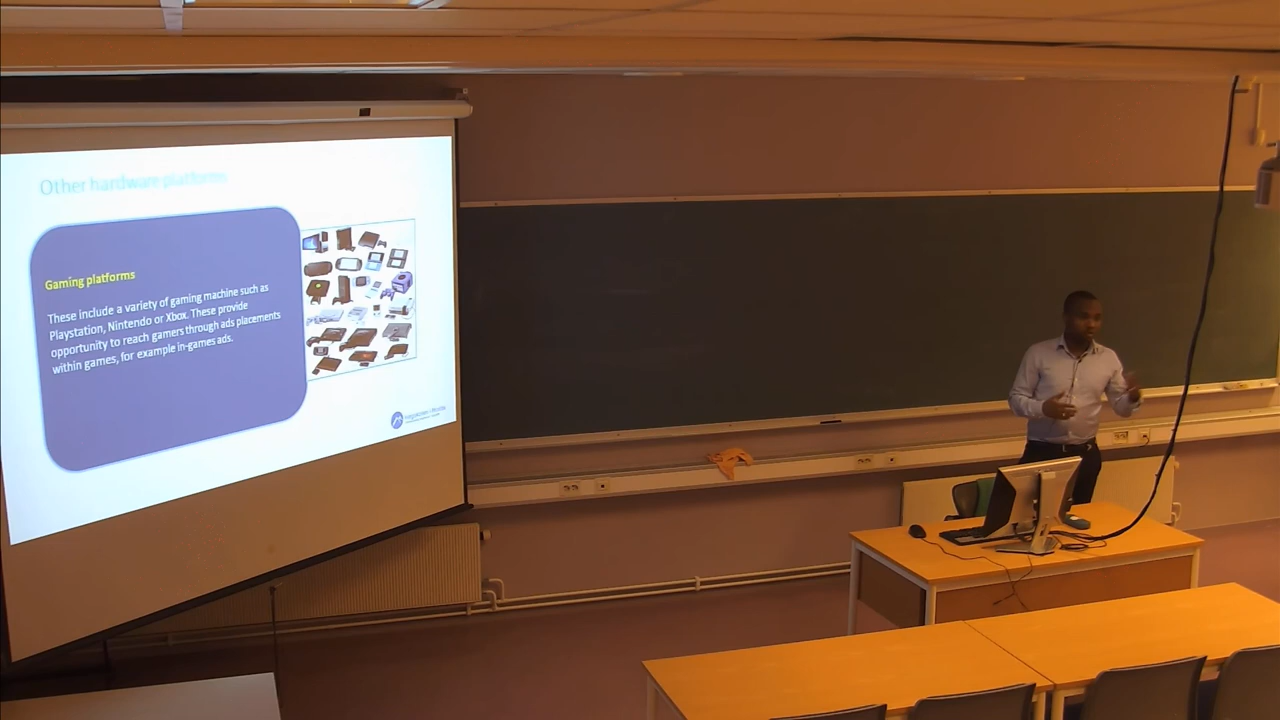 Other hardware platforms
Gaming platforms
These include a variety of gaming machine such as
Playstation, Nintendo or Xbox. These provide
opportunity to reach gamers through ads placements
within games, for example in-games ads.